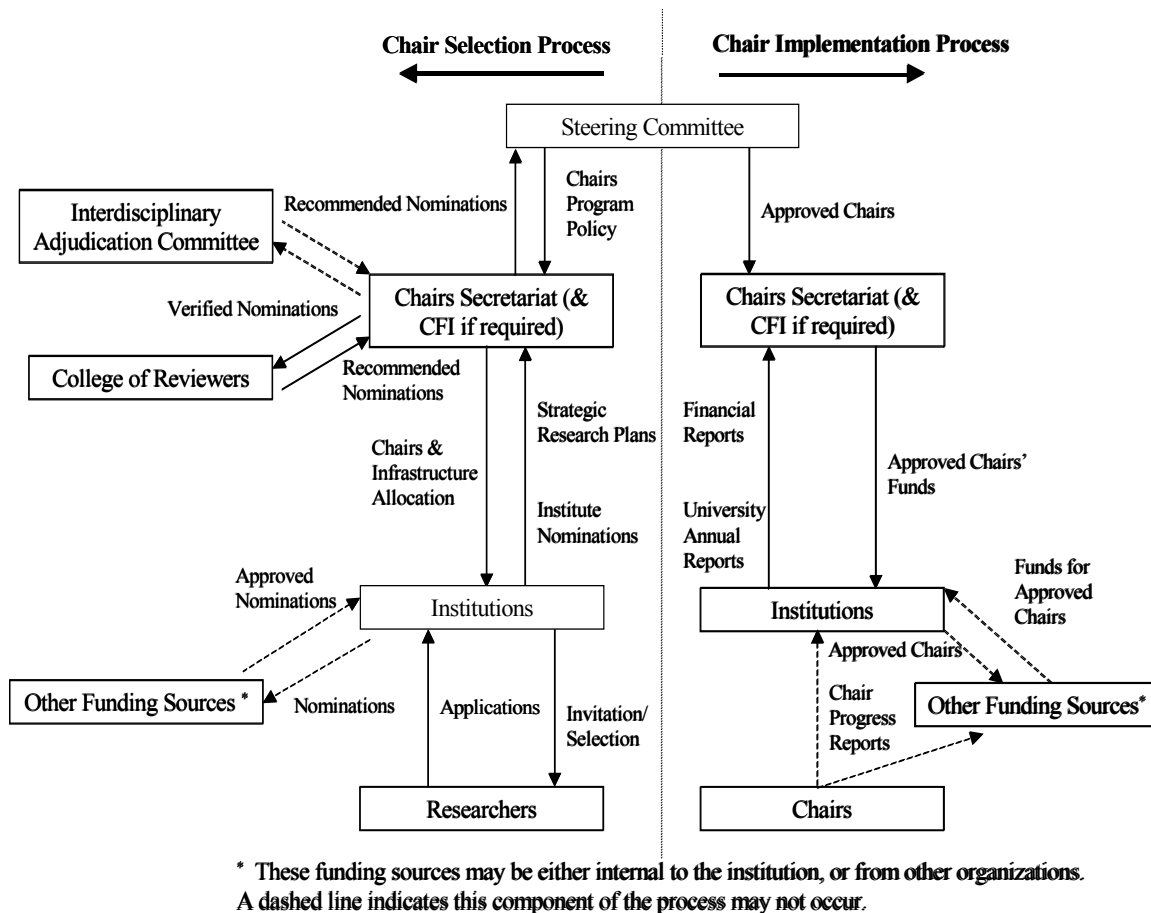 Chair Selection Process
Chair Implementation Process
Steering Committee
Recommended Nominations
Chairs
Program
Policy
Approved Chairs
Interdisciplinary
Adjudication Committee
Chairs Secretariat (&
CFI if required)
Chairs Secretariat (&
CFI if required)
Verified Nominations
College of Reviewers
Recommended
Nominations
Strategic
Research Plans
Financial
Reports
Chairs &
Infrastructure
Allocation
Approved Chairs’
Funds
Institute
Nominations
University
Annual
Reports
Approved
Nominations
Funds for
Approved
Chairs
Institutions
Institutions
Approved Chairs
Other Funding Sources *
Nominations
Applications
Invitation/
Selection
Chair
Progress
Reports
Other Funding Sources*
Researchers
Chairs
* These funding sources may be either internal to the institution, or from other organizations.
A dashed line indicates this component of the process may not occur.